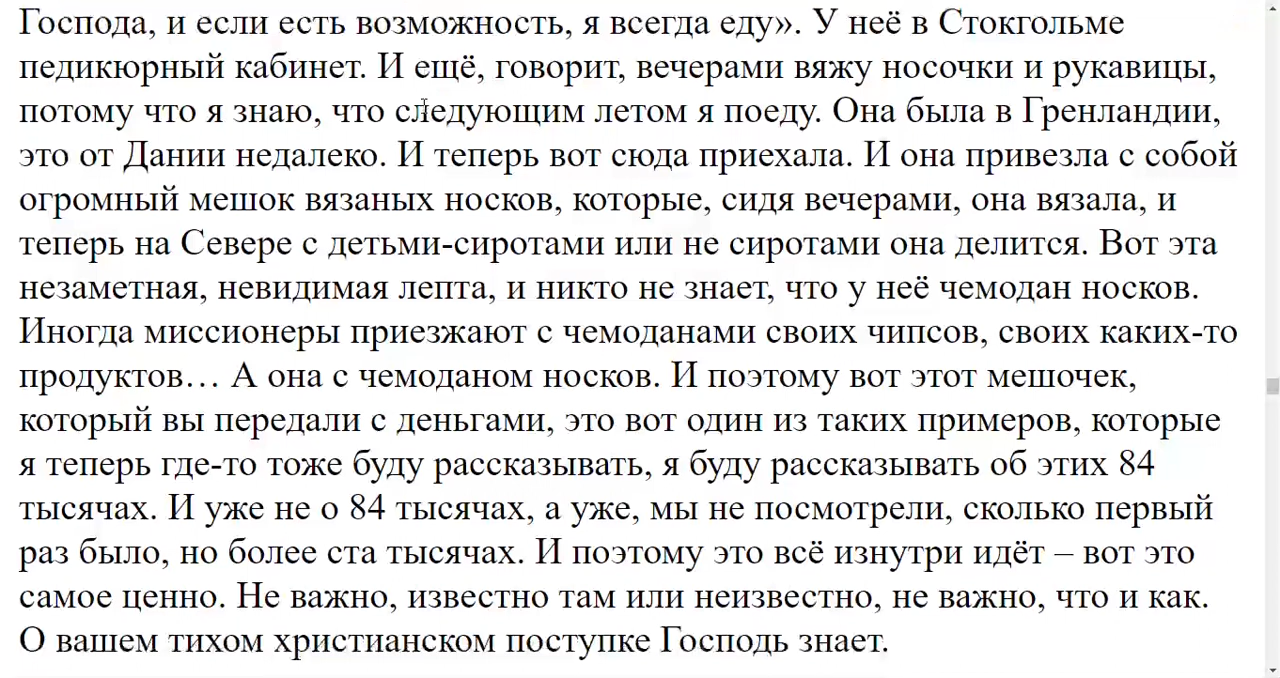 Господа, и если есть возможность, я всегда еду». У неё в Стокгольме
педикюрный кабинет. И ещё, говорит, вечерами вяжу носочки и рукавицы,
потому что я знаю, что следующим летом я поеду. Она была в Гренландии,
это от Дании недалеко. И теперь вот сюда приехала. И она привезла с собой
огромный мешок вязаных носков, которые, сидя вечерами, она вязала, и
теперь на Севере с детьми-сиротами или не сиротами она делится. Вот эта
незаметная, невидимая лепта, и никто не знает, что у неё чемодан носков.
Иногда миссионеры приезжают с чемоданами своих чипсов, своих каких-то
продуктов… А она с чемоданом носков. И поэтому вот этот мешочек,
который вы передали с деньгами, это вот один из таких примеров, которые
я теперь где-то тоже буду рассказывать, я буду рассказывать об этих 84
тысячах. И уже не о 84 тысячах, а уже, мы не посмотрели, сколько первый
раз было, но более ста тысячах. И поэтому это всё изнутри идёт – вот это
самое ценно. Не важно, известно там или неизвестно, не важно, что и как.
О вашем тихом христианском поступке Господь знает.